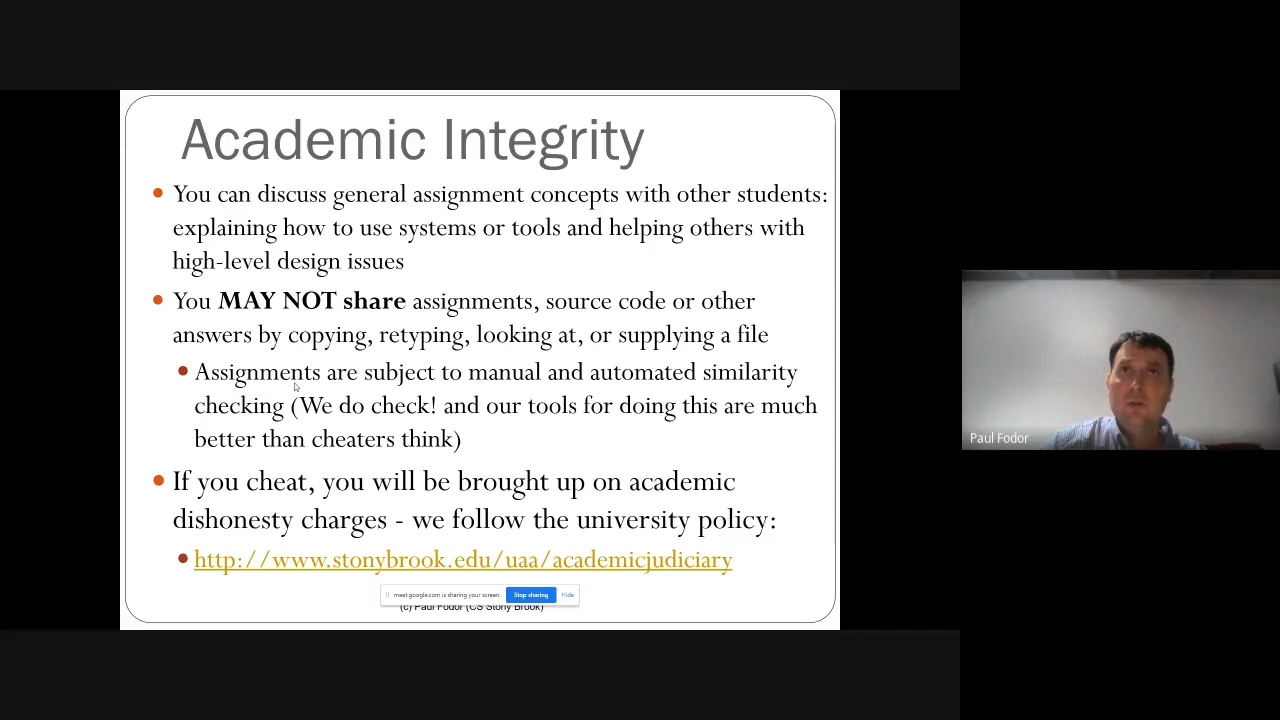 Academic Integrity
• You can discuss general assignment concepts with other students:
explaining how to use systems or tools and helping others with
high-level design issues
• You MAY NOT share assignments, source code or other
answers by copying, retyping, looking at, or supplying a file
• Assignments are subject to manual and automated similarity
checking (We do check! and our tools for doing this are much
better than cheaters think)
• If you cheat, you will be brought up on academic
dishonesty charges - we follow the university policy:
• http://www.stonybrook.edu/uaa/academicjudiciary
meet.google.com is sharing your screen. Stop sharing Hide
(c) Paul Fodor (CS Stony Brook)
Paul Fodor